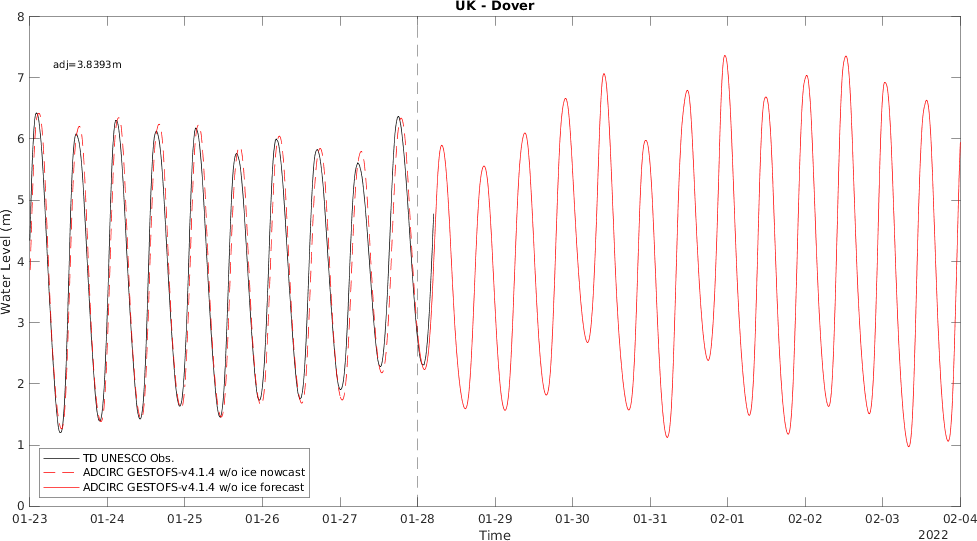 UK - Dover
8
7
6
5
4
3
2
1
0
Water Level (m)
adj=3.8393m
TD UNESCO Obs.
ADCIRC GESTOFS-v4.1.4 w/o ice nowcast
ADCIRC GESTOFS-v4.1.4 w/o ice forecast
01-23 01-24 01-25 01-26 01-27 01-28 01-29 01-30 01-31 02-01 02-02 02-03 02-04
Time
2022